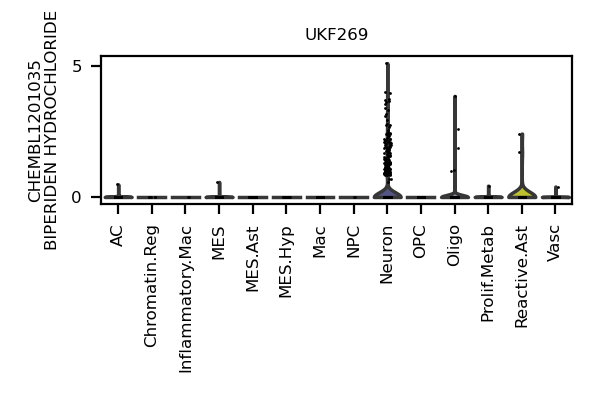 UKF269
CHEMBL1201035
BIPERIDEN HYDROCHLORIDE
5
0
AC
Chromatin.Reg
Inflammatory.Mac
MES
MES.Ast
MES.Hyp
Mac
NPC
Neuron
OPC
Oligo
Prolif.Metab
Reactive.Ast
Vasc